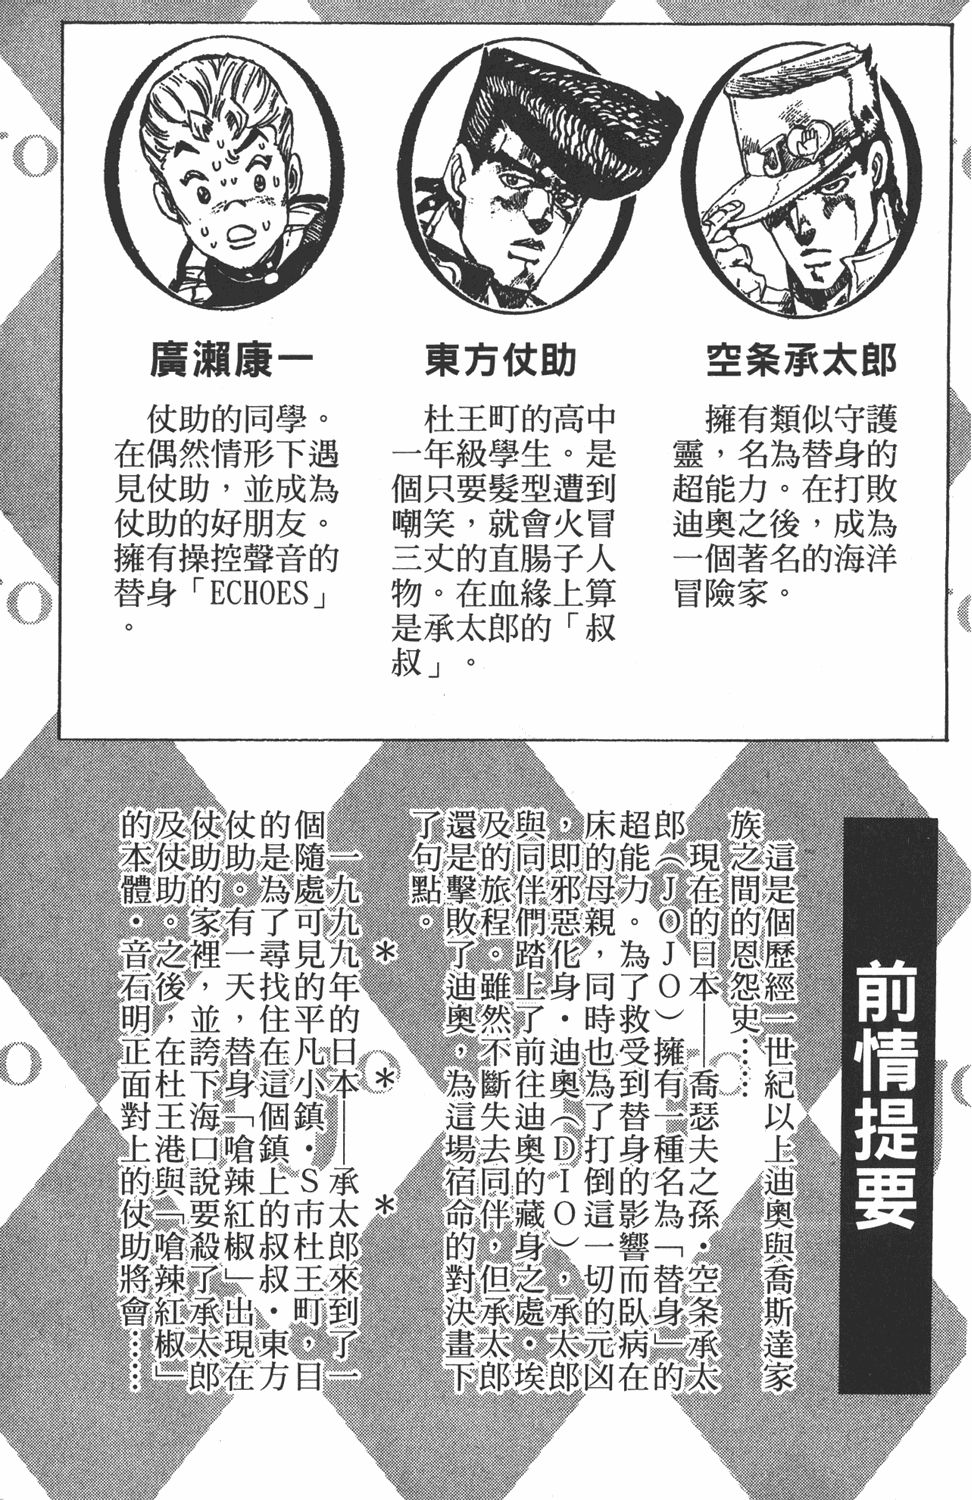 空条承太郎
擁有類似守護
靈，名為替身的
超能力。在打敗
迪奧之後，成為
一個著名的海洋
冒險家。
東方仗助
杜王町的高中
一年級學生。是
個只要髮型遭到
嘲笑，就會火冒
三丈的直腸子人
物。在血緣上算
是承太郎的「叔
叔」。
廣瀨康一
仗助的同學。
在偶然情形下遇
見仗助，並成為
仗助的好朋友。
擁有操控聲音的
替身「ECHOES」
。
前情提要
這是個歷經一世紀以上迪奧與喬斯達家
族之間的恩怨史……
現在的日本——喬瑟夫之孫・空条承太
郎（JOJO）擁有一種名為「替身」的
超能力。為了救受到替身的影響而臥病在
床的母親，同時也為了打倒這一切的元凶
，即邪惡化身・迪奧（DIO），承太郎
與同伴們踏上了前往迪奧的藏身之處・埃
及的旅程。雖然不斷失去同伴，但承太郎
還是擊敗了迪奧，為這場宿命的對決畫下
了句點。
＊　＊　＊
一九九九年的日本——承太郎來到了一
個隨處可見的平凡小鎮・S市杜王町，目
的是為了尋找住在這個鎮上的叔叔・東方
仗助。有一天，替身「嗆辣紅椒」出現在
仗助的家裡，並誇下海口說要殺了承太郎
及仗助。之後，在杜王港與「嗆辣紅椒」
的本體・音石明正面對上的仗助將會……